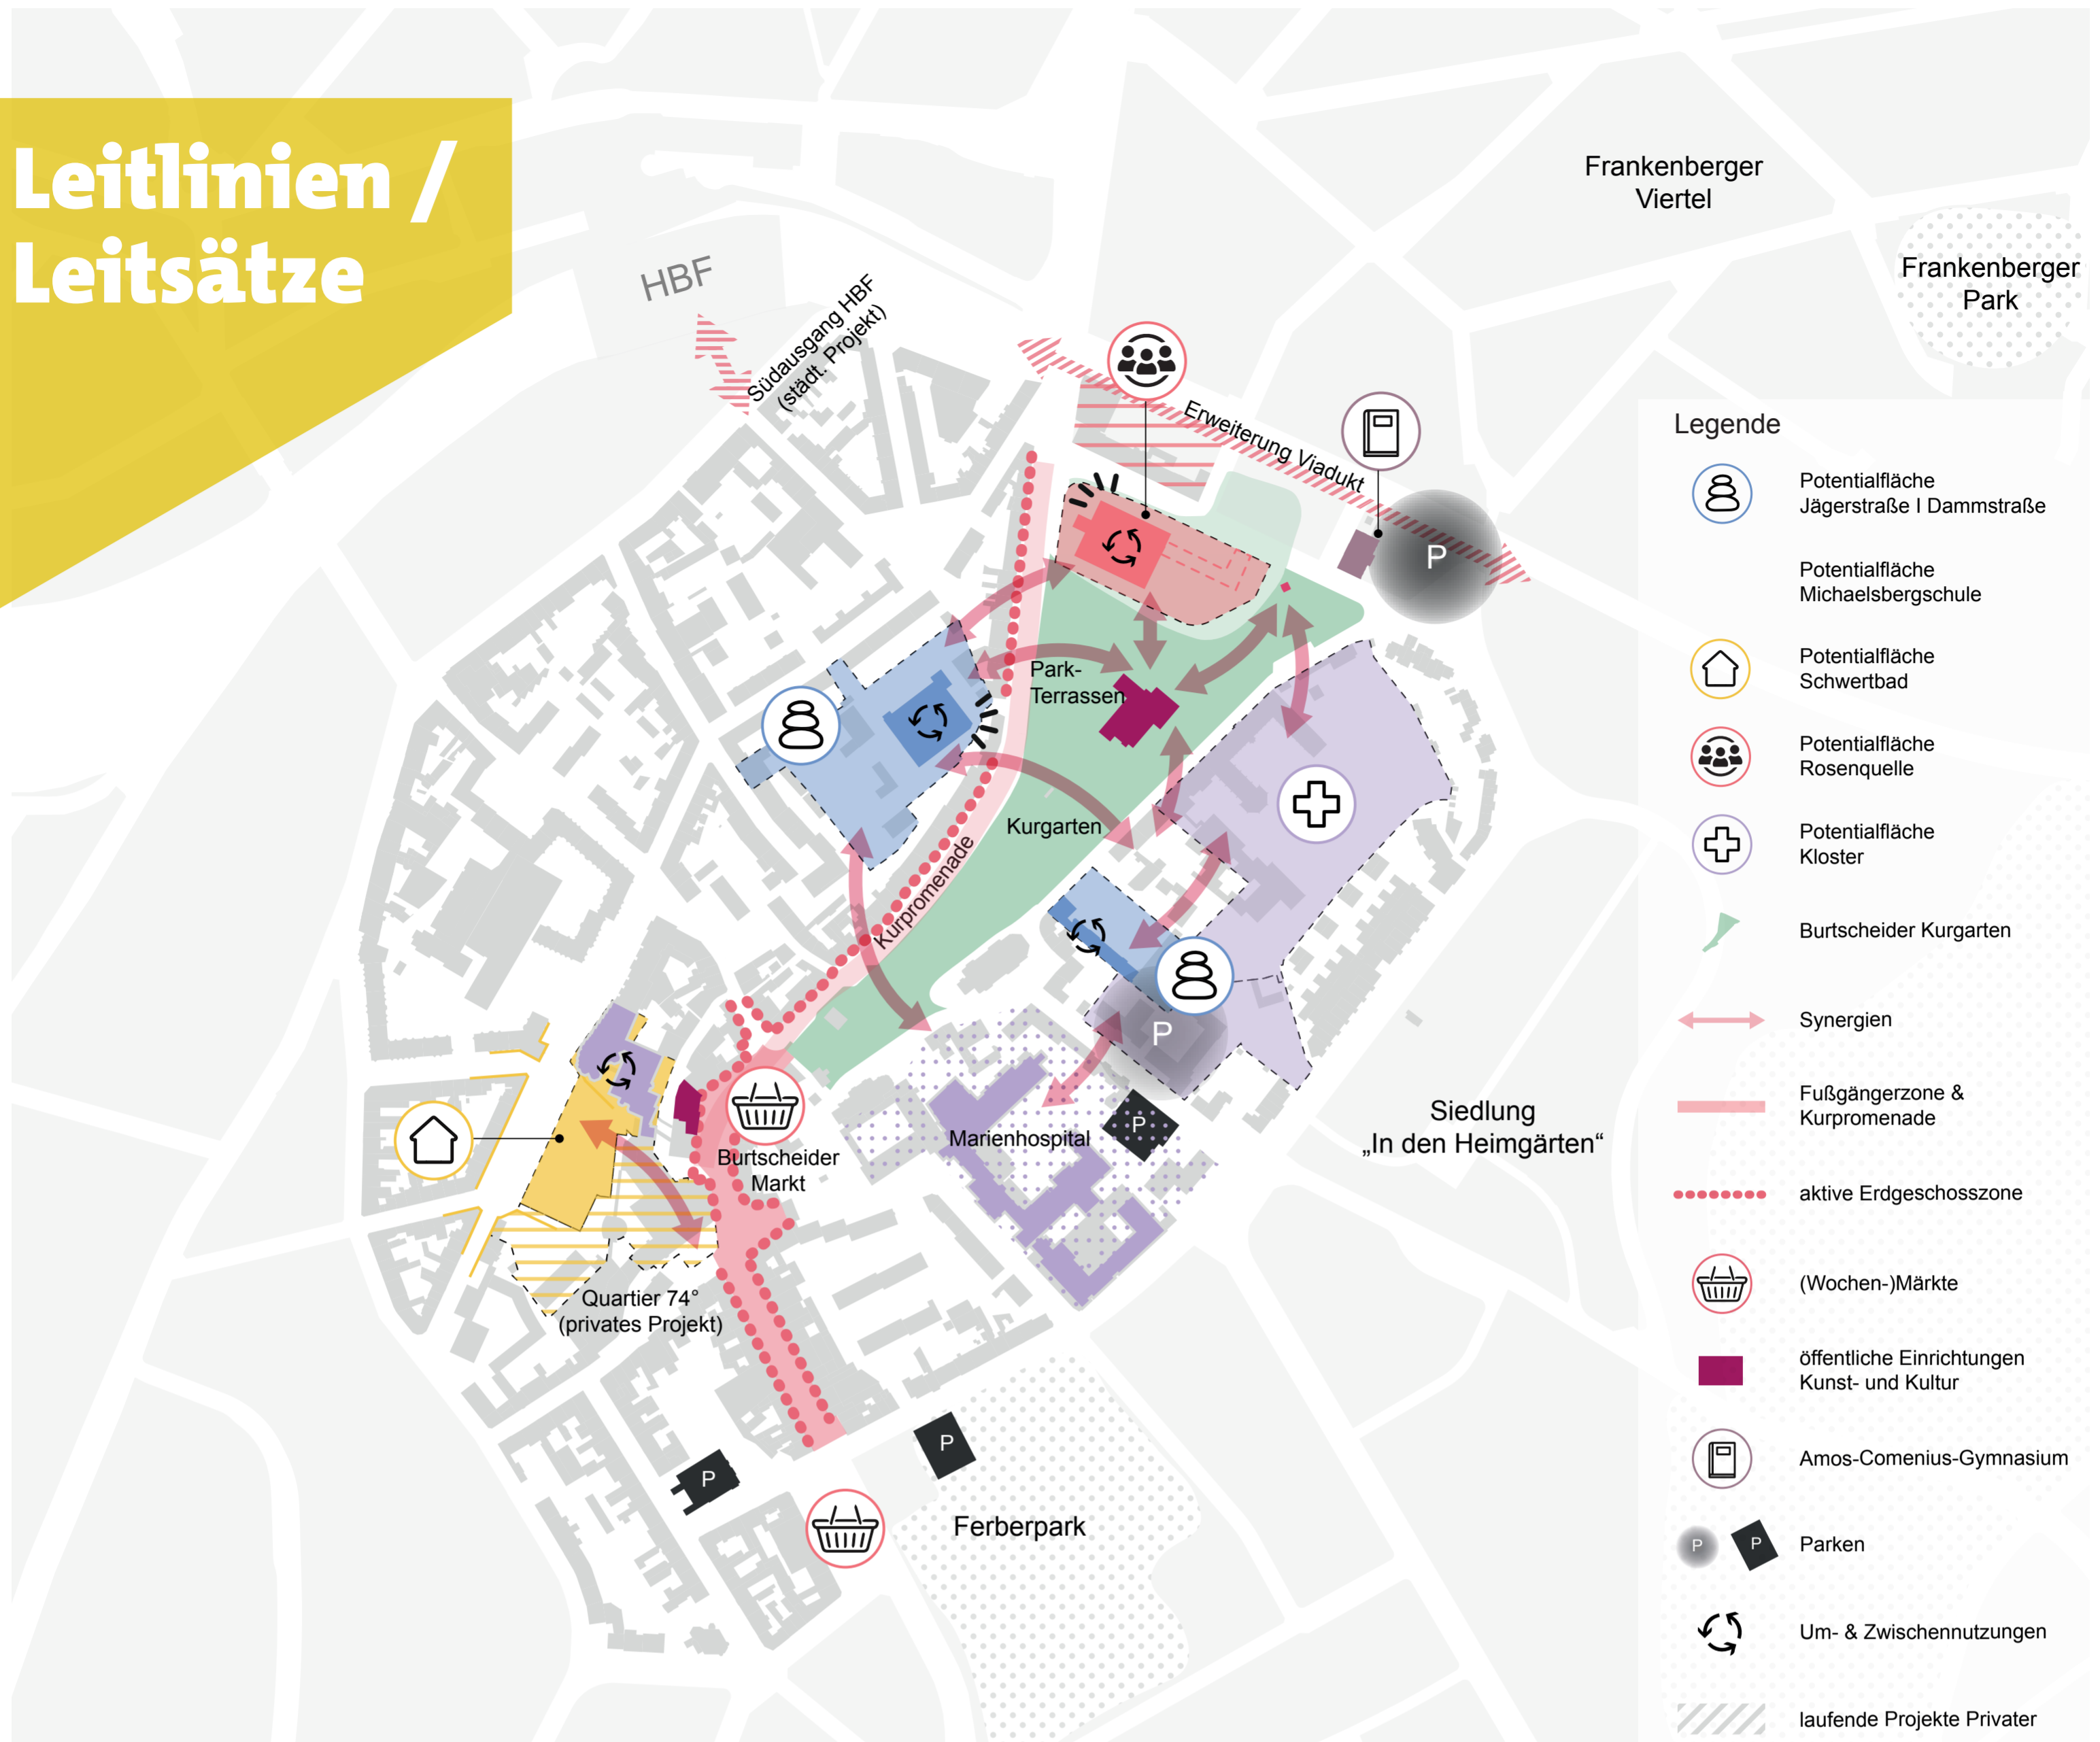 Leitlinien /
Leitsätze
HBF
Südausgang HBF
(städt. Projekt)
Frankenberger
Viertel
Frankenberger
Park
Erweiterung Viadukt
P
Park-
Terrassen
Kurgarten
Kurpromenade
P
Marienhospital
P
Burtscheider
Markt
Siedlung
„In den Heimgärten“
Quartier 74°
(privates Projekt)
P
P
Ferberpark
Legende
Potentialfläche
Jägerstraße I Dammstraße
Potentialfläche
Michaelsbergschule
Potentialfläche
Schwertbad
Potentialfläche
Rosenquelle
Potentialfläche
Kloster
Burtscheider Kurgarten
Synergien
Fußgängerzone &
Kurpromenade
aktive Erdgeschosszone
(Wochen-)Märkte
öffentliche Einrichtungen
Kunst- und Kultur
Amos-Comenius-Gymnasium
P P Parken
Um- & Zwischennutzungen
laufende Projekte Privater